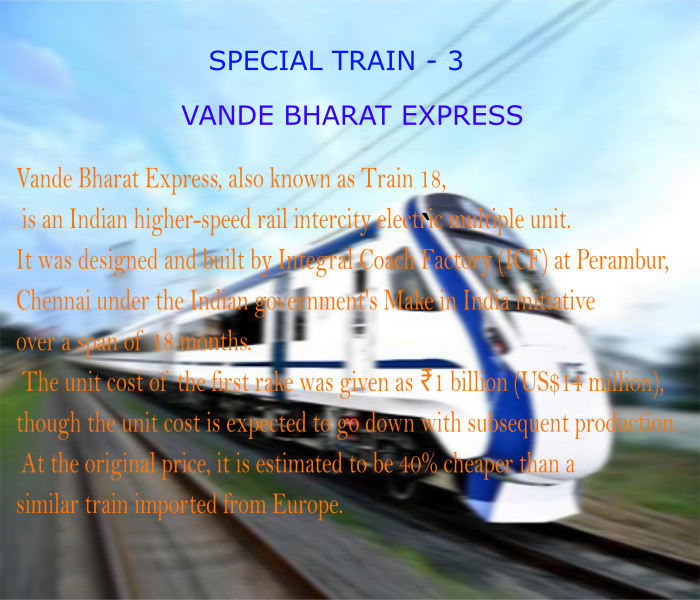 SPECIAL TRAIN - 3
VANDE BHARAT EXPRESS
Vande Bharat Express, also known as Train 18,
is an Indian higher-speed rail intercity electric multiple unit.
It was designed and built by Integral Coach Factory (ICF) at Perambur,
Chennai under the Indian government's Make in India initiative
over a span of 18 months.
The unit cost of the first rake was given as ₹1 billion (US$14 million),
though the unit cost is expected to go down with subsequent production.
At the original price, it is estimated to be 40% cheaper than a
similar train imported from Europe.